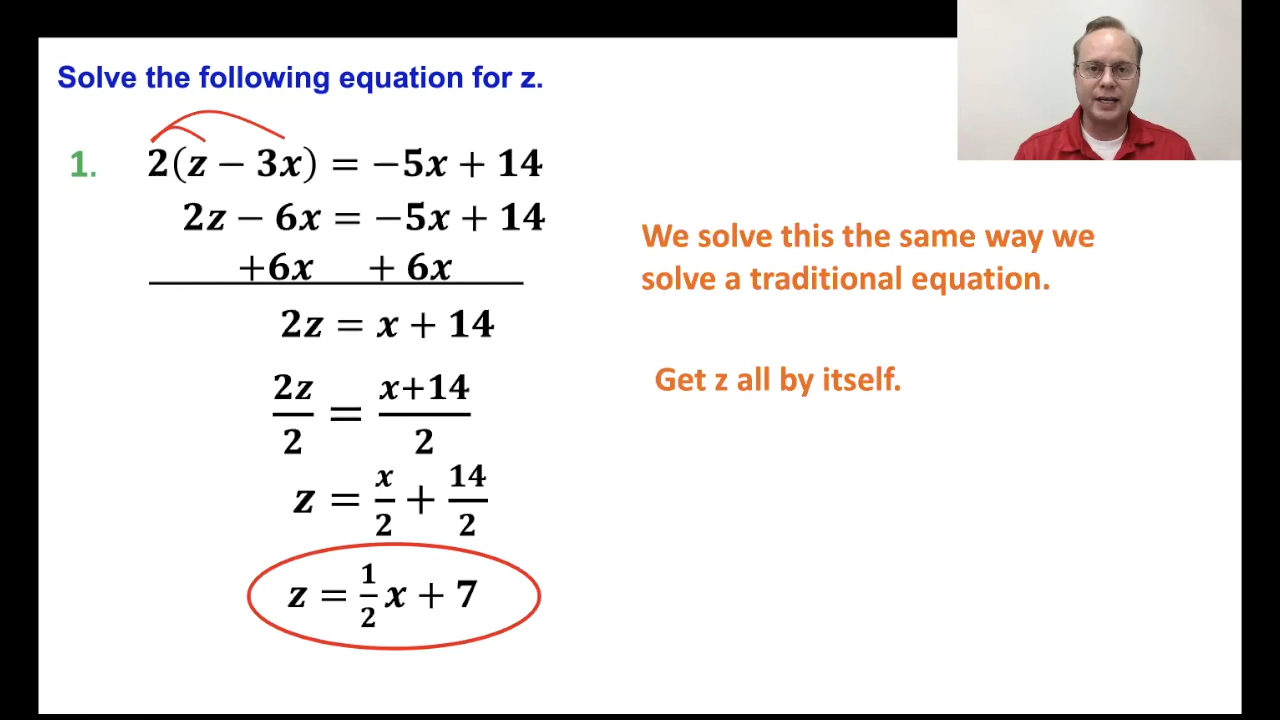 Solve the following equation for z.
1. 2(z − 3x) = −5x + 14
2z − 6x = −5x + 14
+6x + 6x
2z = x + 14
2z/2 = x+14/2
z = x/2 + 14/2
z = 1/2 x + 7
We solve this the same way we
solve a traditional equation.
Get z all by itself.